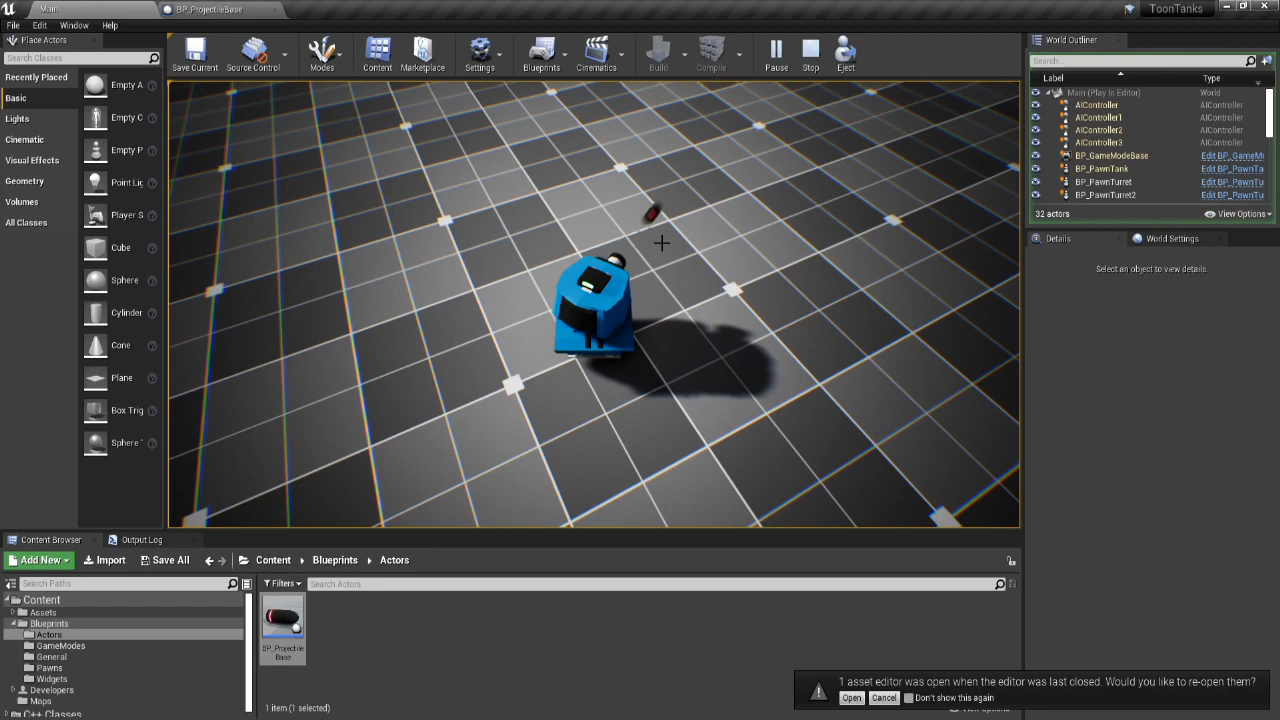 Main
BP_ProjectileBase
ToonTanks
File Edit Window Help
Place Actors
Search Classes
Recently Placed
Basic
Lights
Cinematic
Visual Effects
Geometry
Volumes
All Classes
Empty A
Empty C
Empty P
Point Lig
Player S
Cube
Sphere
Cylinder
Cone
Plane
Box Trig
Sphere
Save Current
Source Control
Modes
Content
Marketplace
Settings
Blueprints
Cinematics
Build
Compile
Pause
Stop
Eject
World Outliner
Search...
Label Type
Main (Play In Editor) World
AIController AIController
AIController1 AIController
AIController2 AIController
AIController3 AIController
BP_GameModeBase Edit BP_GameM
BP_PawnTank Edit BP_PawnTa
BP_PawnTurret Edit BP_PawnTu
BP_PawnTurret2 Edit BP_PawnTu
32 actors View Options
Details World Settings
Select an object to view details.
Content Browser Output Log
Add New Import Save All Content Blueprints Actors
Search Paths
Filters Search Actors
Content
Assets
Blueprints
Actors
GameModes
General
Pawns
Widgets
Developers
Maps
C++ Classes
BP_Projectile
Base
1 item (1 selected)
1 asset editor was open when the editor was last closed. Would you like to re-open them?
Open Cancel Don't show this again